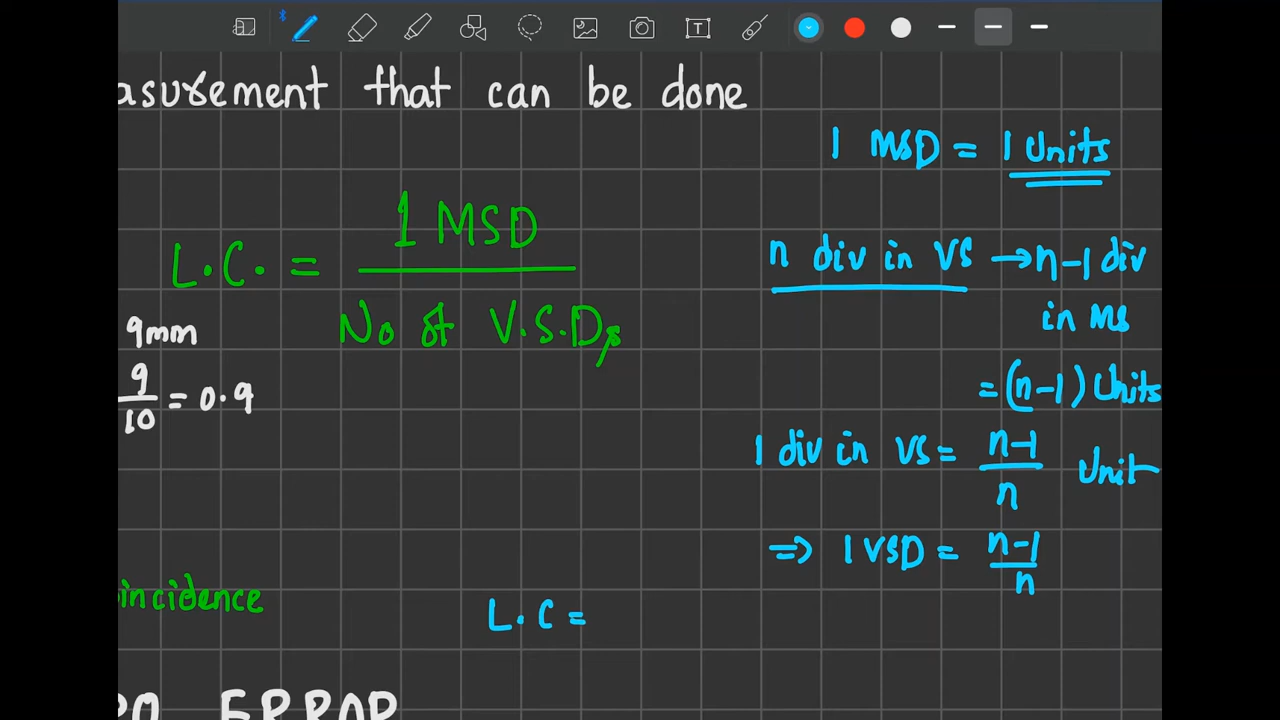 asurement that can be done
L.C. = 1 MSD / No of V.S.Ds
9mm
9/10 = 0.9
incidence
1 MSD = 1 Units
n div in VS → n-1 div
in MS
= (n-1) Units
1 div in VS = n-1/n Unit
⇒ 1 VSD = n-1/n
L.C =
ERROR